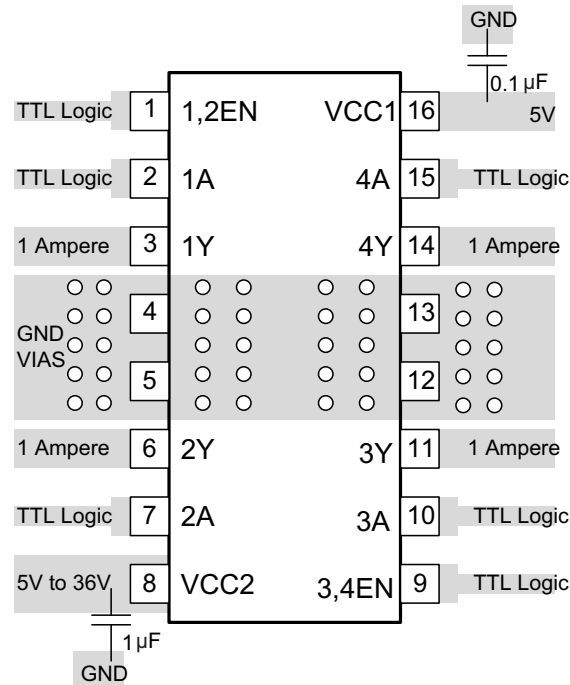 GND
0.1 µF
TTL Logic 1 1,2EN VCC1 16 5V
TTL Logic 2 1A 4A 15 TTL Logic
1 Ampere 3 1Y 4Y 14 1 Ampere
4 13
GND
VIAS
5 12
1 Ampere 6 2Y 3Y 11 1 Ampere
TTL Logic 7 2A 3A 10 TTL Logic
5V to 36V 8 VCC2 3,4EN 9 TTL Logic
1 µF
GND